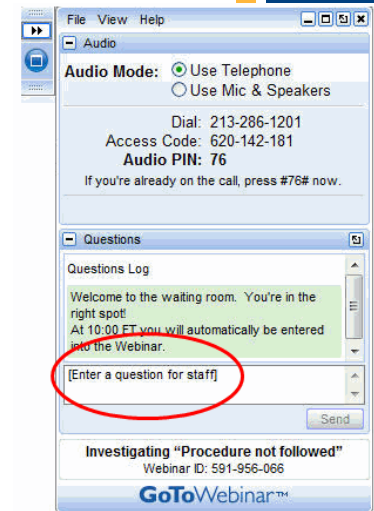 File View Help
Audio
Audio Mode: Use Telephone
Use Mic & Speakers
Dial: 213-286-1201
Access Code: 620-142-181
Audio PIN: 76
If you're already on the call, press #76# now.
Questions
Questions Log
Welcome to the waiting room. You're in the
right spot!
At 10:00 ET you will automatically be entered
into the Webinar.
[Enter a question for staff]
Send
Investigating “Procedure not followed”
Webinar ID: 591-956-066
GoToWebinar™